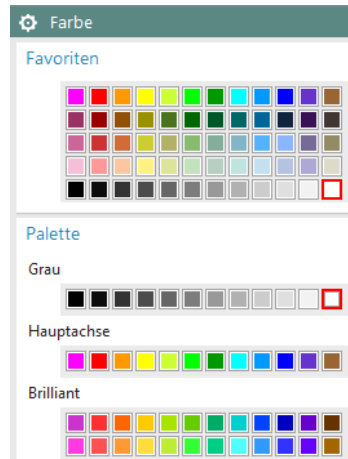 Farbe
Favoriten
Palette
Grau
Hauptachse
Brilliant